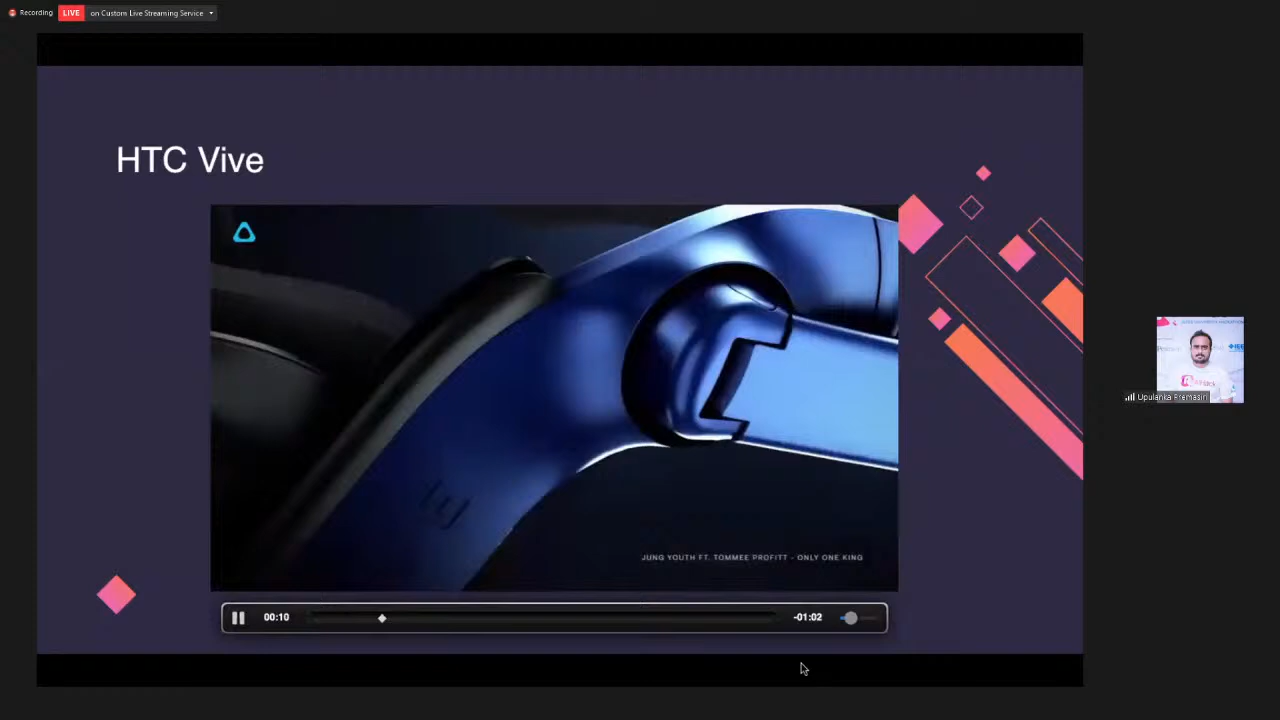 Recording
LIVE
on Custom Live Streaming Service
HTC Vive
JUNG YOUTH FT. TOMMEE PROFITT - ONLY ONE KING
00:10
-01:02
Upulanka Premasiri